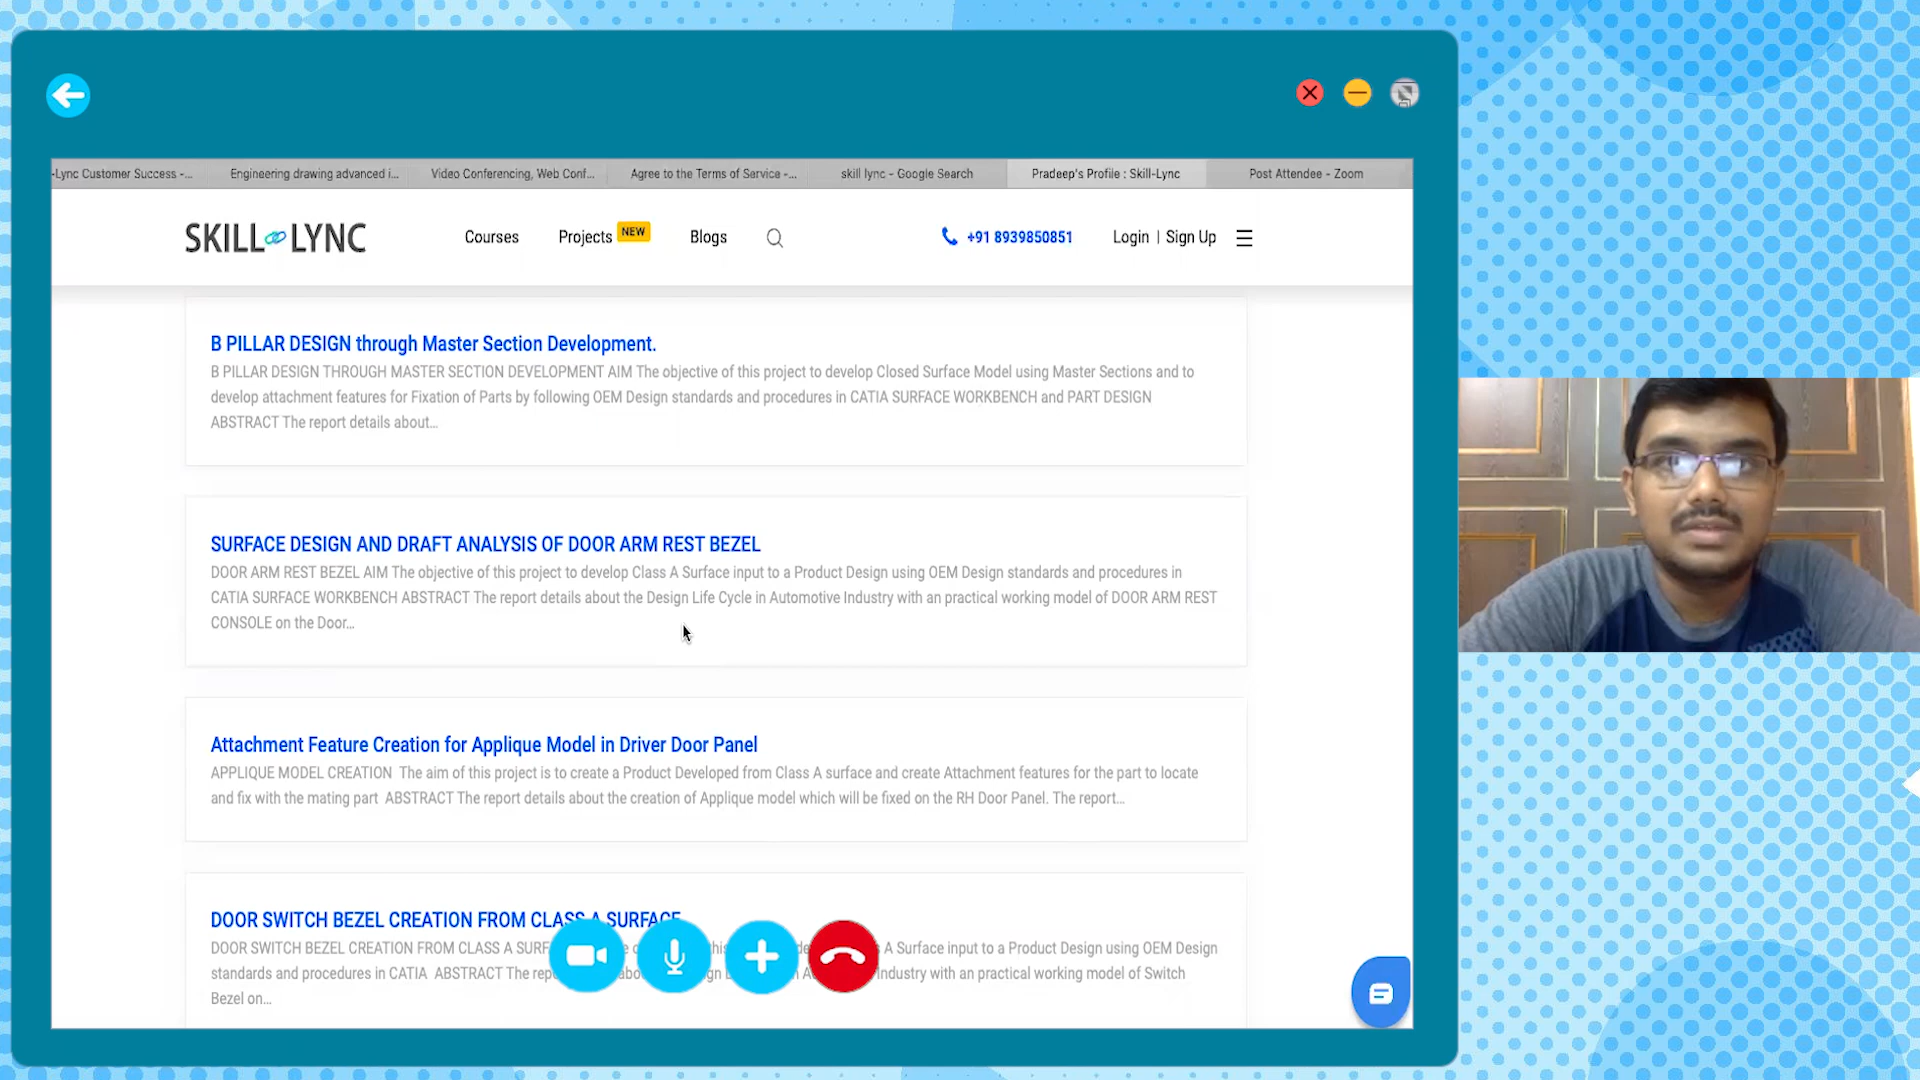 -Lync Customer Success -...
Engineering drawing advanced i...
Video Conferencing, Web Conf...
Agree to the Terms of Service -...
skill lync - Google Search
Pradeep's Profile : Skill-Lync
Post Attendee - Zoom
SKILL LYNC
Courses
Projects NEW
Blogs
+91 8939850851
Login | Sign Up
B PILLAR DESIGN through Master Section Development.
B PILLAR DESIGN THROUGH MASTER SECTION DEVELOPMENT AIM The objective of this project to develop Closed Surface Model using Master Sections and to
develop attachment features for Fixation of Parts by following OEM Design standards and procedures in CATIA SURFACE WORKBENCH and PART DESIGN
ABSTRACT The report details about...
SURFACE DESIGN AND DRAFT ANALYSIS OF DOOR ARM REST BEZEL
DOOR ARM REST BEZEL AIM The objective of this project to develop Class A Surface input to a Product Design using OEM Design standards and procedures in
CATIA SURFACE WORKBENCH ABSTRACT The report details about the Design Life Cycle in Automotive Industry with an practical working model of DOOR ARM REST
CONSOLE on the Door...
Attachment Feature Creation for Applique Model in Driver Door Panel
APPLIQUE MODEL CREATION The aim of this project is to create a Product Developed from Class A surface and create Attachment features for the part to locate
and fix with the mating part ABSTRACT The report details about the creation of Applique model which will be fixed on the RH Door Panel. The report...
DOOR SWITCH BEZEL CREATION FROM CLASS A SURFACE
DOOR SWITCH BEZEL CREATION FROM CLASS A A Surface input to a Product Design using OEM Design
standards and procedures in CATIA ABSTRACT The Industry with an practical working model of Switch
Bezel on...